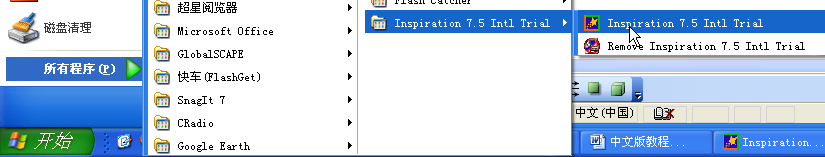 磁盘清理
所有程序(P)
开始
超星阅览器
Microsoft Office
GlobalSCAPE
快车(FlashGet)
SnagIt 7
CRadio
Google Earth
Flash Catcher
Inspiration 7.5 Intl Trial
Inspiration 7.5 Intl Trial
Remove Inspiration 7.5 Intl Trial
中文(中国)
中文版教程...
Inspiration...